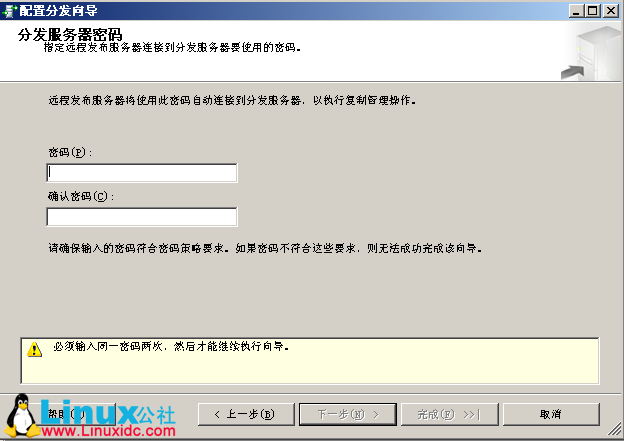 配置分发向导
分发服务器密码
指定远程发布服务器连接到分发服务器要使用的密码。
远程发布服务器将使用此密码自动连接到分发服务器，以执行复制管理操作。
密码(P):
确认密码(C):
请确保输入的密码符合密码策略要求。如果密码不符合这些要求，则无法成功完成该向导。
必须输入同一密码两次，然后才能继续执行向导。
帮助
< 上一步(B)
下一步(N) >
完成(F) >>|
取消
Linux公社
www.Linuxidc.com